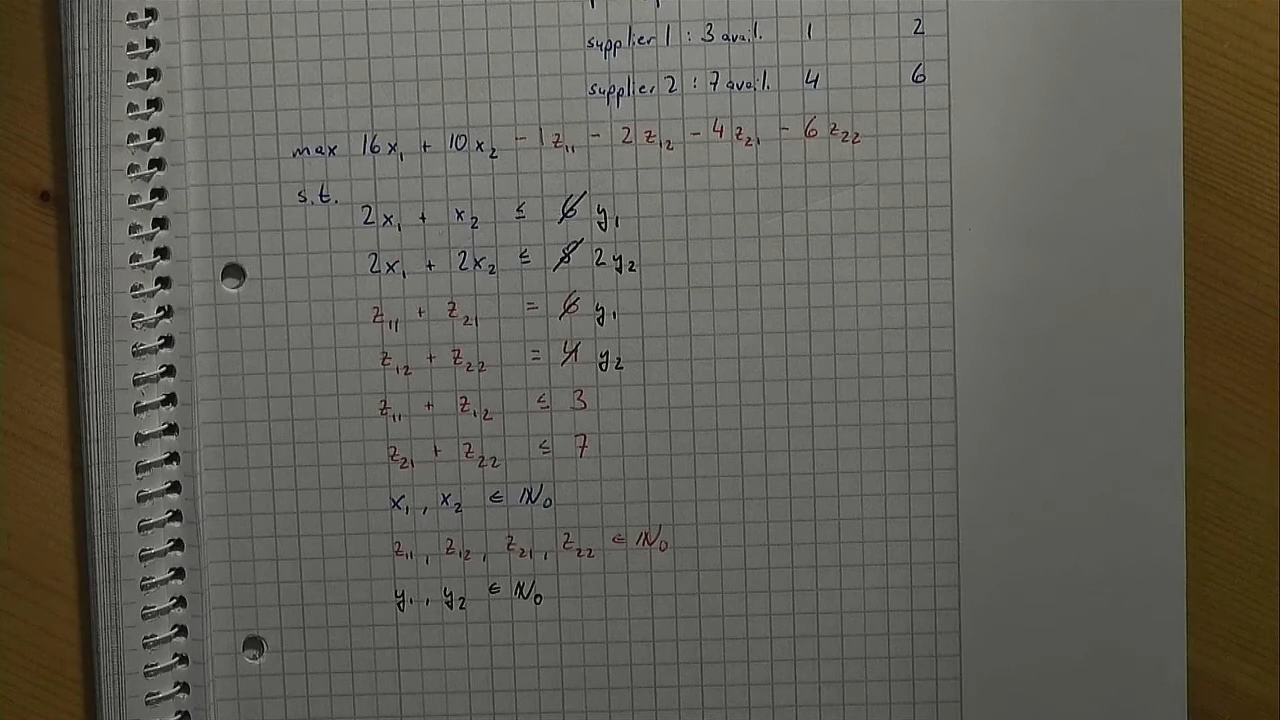 supplier 1 : 3 avail. 1 2
supplier 2 : 7 avail. 4 6
max 16x₁ + 10x₂ - 1z₁₁ - 2z₁₂ - 4z₂₁ - 6z₂₂
s.t.
2x₁ + x₂ ≤ 6 y₁
2x₁ + 2x₂ ≤ 8 2y₂
z₁₁ + z₂₁ = 6 y₁
z₁₂ + z₂₂ = 4 y₂
z₁₁ + z₁₂ ≤ 3
z₂₁ + z₂₂ ≤ 7
x₁, x₂ ∈ ℕ₀
z₁₁, z₁₂, z₂₁, z₂₂ ∈ ℕ₀
y₁, y₂ ∈ ℕ₀